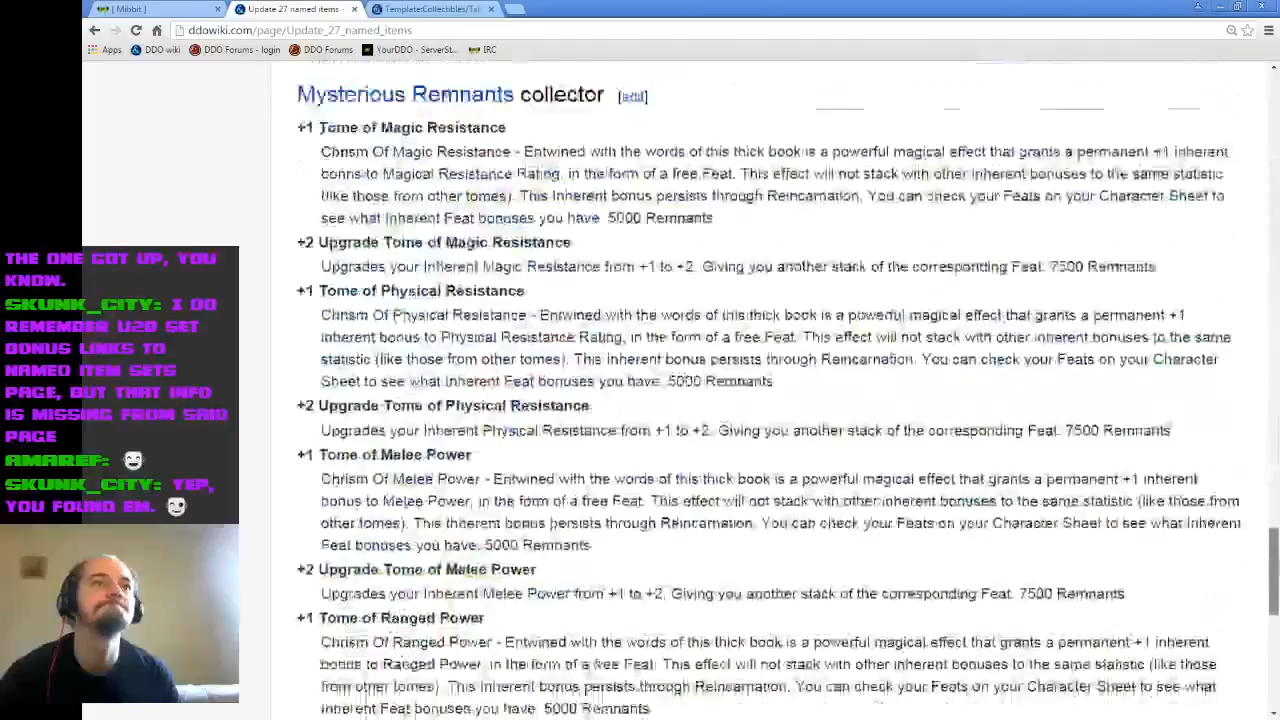 [ Mibbit ]
Update 27 named items -
Template:Collectibles/Tab
ddowiki.com/page/Update_27_named_items
Apps
DDO wiki
DDO Forums - login
DDO Forums
YourDDO - ServerSt...
IRC
Mysterious Remnants collector [add]
+1 Tome of Magic Resistance
Chrism Of Magic Resistance - Entwined with the words of this thick book is a powerful magical effect that grants a permanent +1 inherent
bonus to Magical Resistance Rating, in the form of a free Feat. This effect will not stack with other inherent bonuses to the same statistic
(like those from other tomes). This Inherent bonus persists through Reincarnation. You can check your Feats on your Character Sheet to
see what Inherent Feat bonuses you have. 5000 Remnants
+2 Upgrade Tome of Magic Resistance
Upgrades your Inherent Magic Resistance from +1 to +2. Giving you another stack of the corresponding Feat. 7500 Remnants
+1 Tome of Physical Resistance
Chrism Of Physical Resistance - Entwined with the words of this thick book is a powerful magical effect that grants a permanent +1
inherent bonus to Physical Resistance Rating, in the form of a free Feat. This effect will not stack with other inherent bonuses to the same
statistic (like those from other tomes). This Inherent bonus persists through Reincarnation. You can check your Feats on your Character
Sheet to see what Inherent Feat bonuses you have. 5000 Remnants
+2 Upgrade Tome of Physical Resistance
Upgrades your Inherent Physical Resistance from +1 to +2. Giving you another stack of the corresponding Feat. 7500 Remnants
+1 Tome of Melee Power
Chrism Of Melee Power - Entwined with the words of this thick book is a powerful magical effect that grants a permanent +1 inherent
bonus to Melee Power, in the form of a free Feat. This effect will not stack with other inherent bonuses to the same statistic (like those from
other tomes). This Inherent bonus persists through Reincarnation. You can check your Feats on your Character Sheet to see what Inherent
Feat bonuses you have. 5000 Remnants
+2 Upgrade Tome of Melee Power
Upgrades your Inherent Melee Power from +1 to +2. Giving you another stack of the corresponding Feat. 7500 Remnants
+1 Tome of Ranged Power
Chrism Of Ranged Power - Entwined with the words of this thick book is a powerful magical effect that grants a permanent +1 inherent
bonus to Ranged Power, in the form of a free Feat. This effect will not stack with other inherent bonuses to the same statistic (like those
from other tomes). This Inherent bonus persists through Reincarnation. You can check your Feats on your Character Sheet to see what
Inherent Feat bonuses you have. 5000 Remnants
THE ONE GOT UP, YOU
KNOW.
SKUNK_CITY: I DO
REMEMBER U20 SET
BONUS LINKS TO
NAMED ITEM SETS
PAGE, BUT THAT INFO
IS MISSING FROM SAID
PAGE
AMAREF:
SKUNK_CITY: YEP,
YOU FOUND EM.